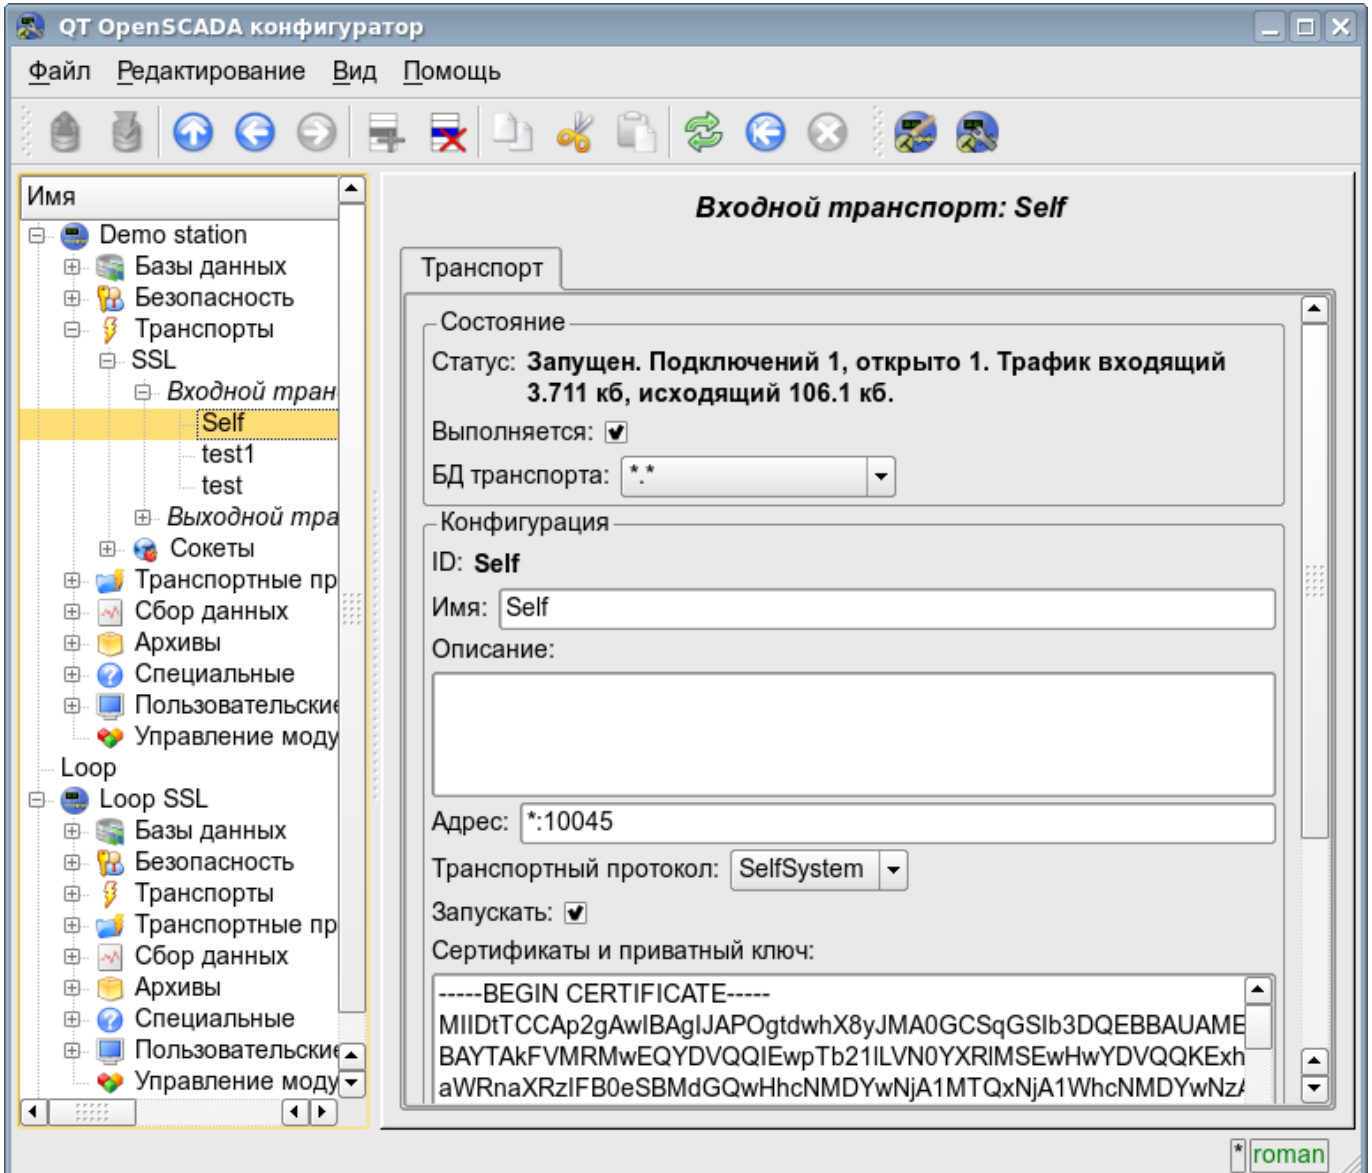 QT OpenSCADA конфигуратор
Файл Редактирование Вид Помощь
Имя
Demo station
Базы данных
Безопасность
Транспорты
SSL
Входной тран
Self
test1
test
Выходной тра
Сокеты
Транспортные пр
Сбор данных
Архивы
Специальные
Пользовательские
Управление моду
Loop
Loop SSL
Базы данных
Безопасность
Транспорты
Транспортные пр
Сбор данных
Архивы
Специальные
Пользовательские
Управление моду
Входной транспорт: Self
Транспорт
Состояние
Статус: Запущен. Подключений 1, открыто 1. Трафик входящий
3.711 кб, исходящий 106.1 кб.
Выполняется:
БД транспорта: *.*
Конфигурация
ID: Self
Имя: Self
Описание:
Адрес: *:10045
Транспортный протокол: SelfSystem
Запускать:
Сертификаты и приватный ключ:
-----BEGIN CERTIFICATE-----
MIIDtTCCAp2gAwIBAgIJAPOgtdwhX8yJMA0GCSqGSIb3DQEBBAUAME
BAYTAkFVMRMwEQYDVQQIEwpTb21lLVN0YXRlMSEwHwYDVQQKExh
aWRnaXRzIFB0eSBMdGQwHhcNMDYwNjA1MTQxNjA1WhcNMDYwNzA
* roman